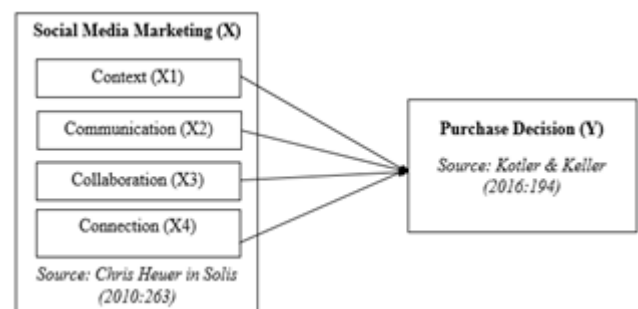 Social Media Marketing (X)
Context (X1)
Communication (X2)
Collaboration (X3)
Connection (X4)
Source: Chris Heuer in Solis
(2010:263)
Purchase Decision (Y)
Source: Kotler & Keller
(2016:194)